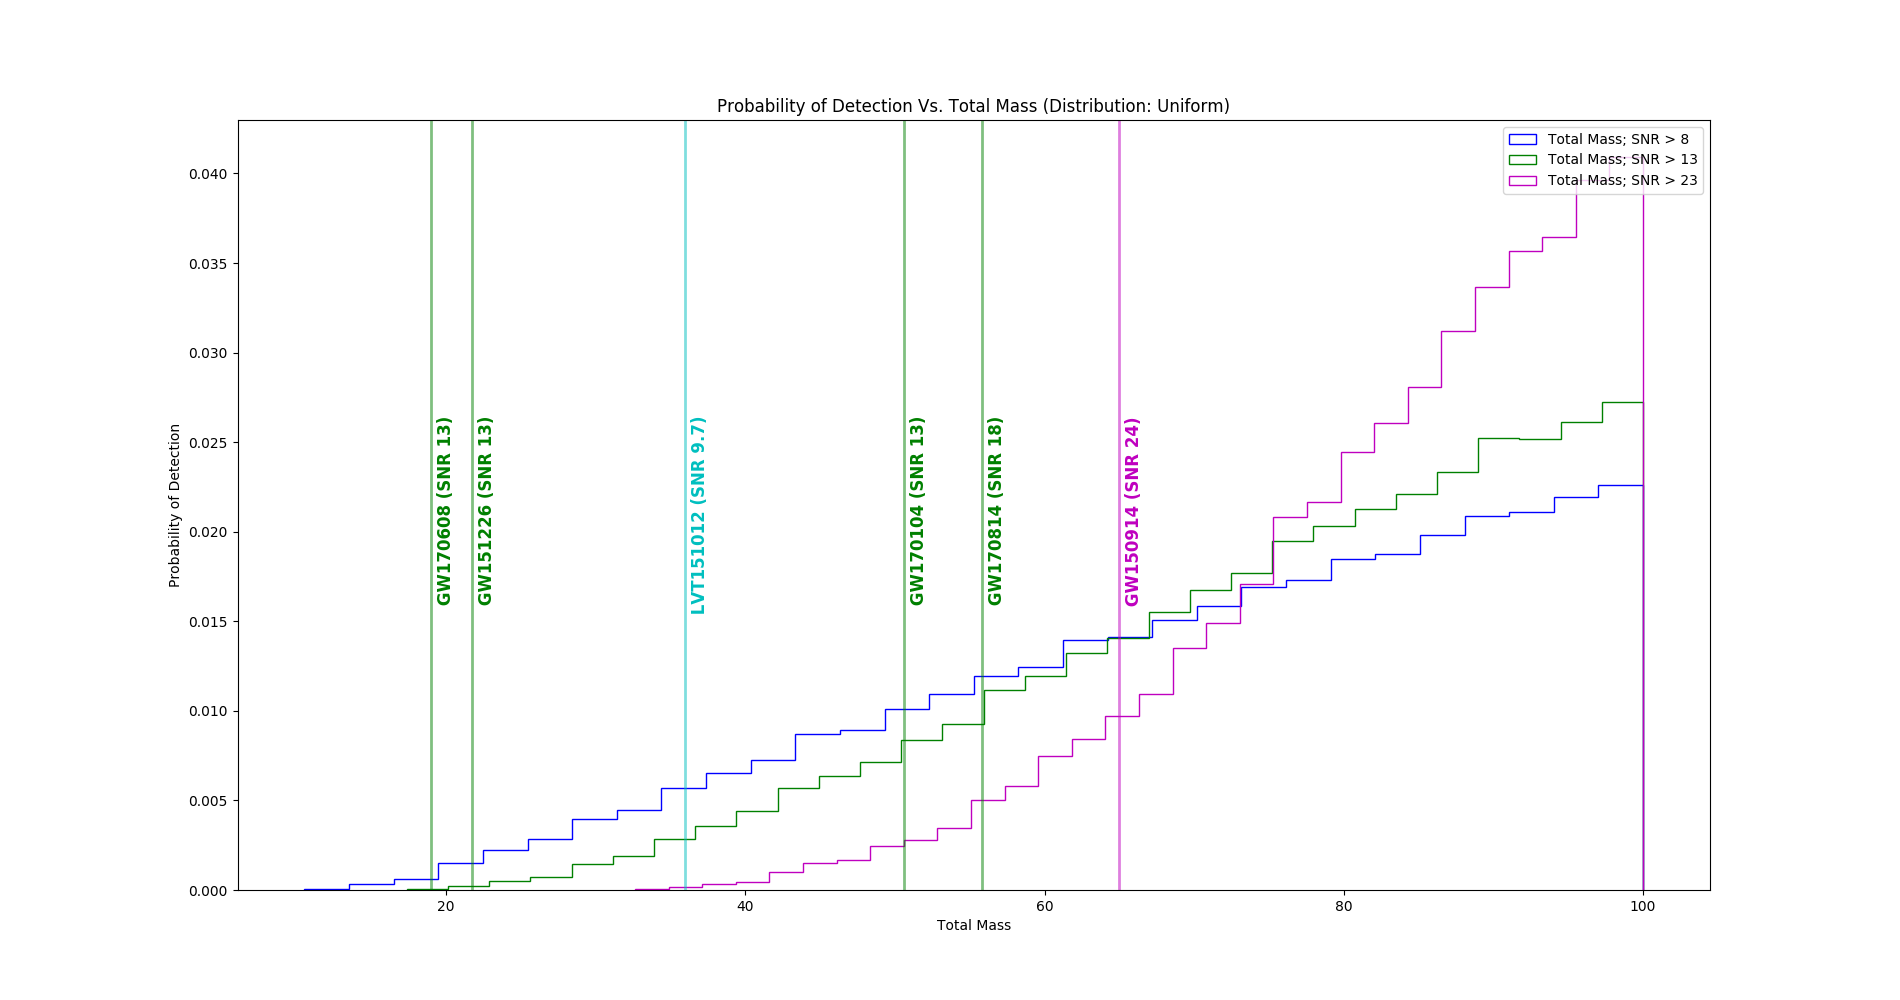 Probability of Detection Vs. Total Mass (Distribution: Uniform)
Total Mass; SNR > 8
Total Mass; SNR > 13
Total Mass; SNR > 23
0.040
0.035
0.030
0.025
0.020
0.015
0.010
0.005
0.000
Probability of Detection
GW170608 (SNR 13)
GW151226 (SNR 13)
LVT151012 (SNR 9.7)
GW170104 (SNR 13)
GW170814 (SNR 18)
GW150914 (SNR 24)
20
40
60
80
100
Total Mass